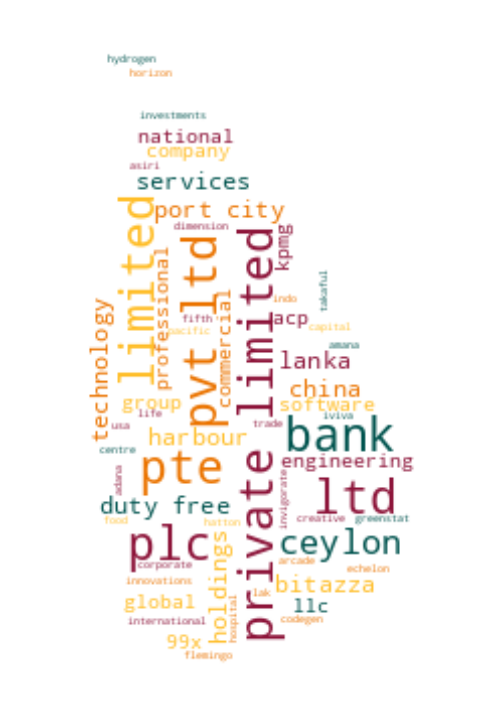 hydrogen
horizon
investments
national
company
asiri
services
limited
port city
dimension
pvt ltd
private limited
kpmg
professional
takaful
technology
commercial
indo
fifth
acp
pacific
capital
amana
lanka
china
group
software
life
iviva
usa
trade
bank
harbour
centre
engineering
pte
adana
invigorate
ltd
duty free
food
hatton
creative
greenstat
plc
ceylon
holdings
corporate
arcade
echelon
innovations
bitazza
lak
global
hospital
llc
international
codegen
99x
flemingo